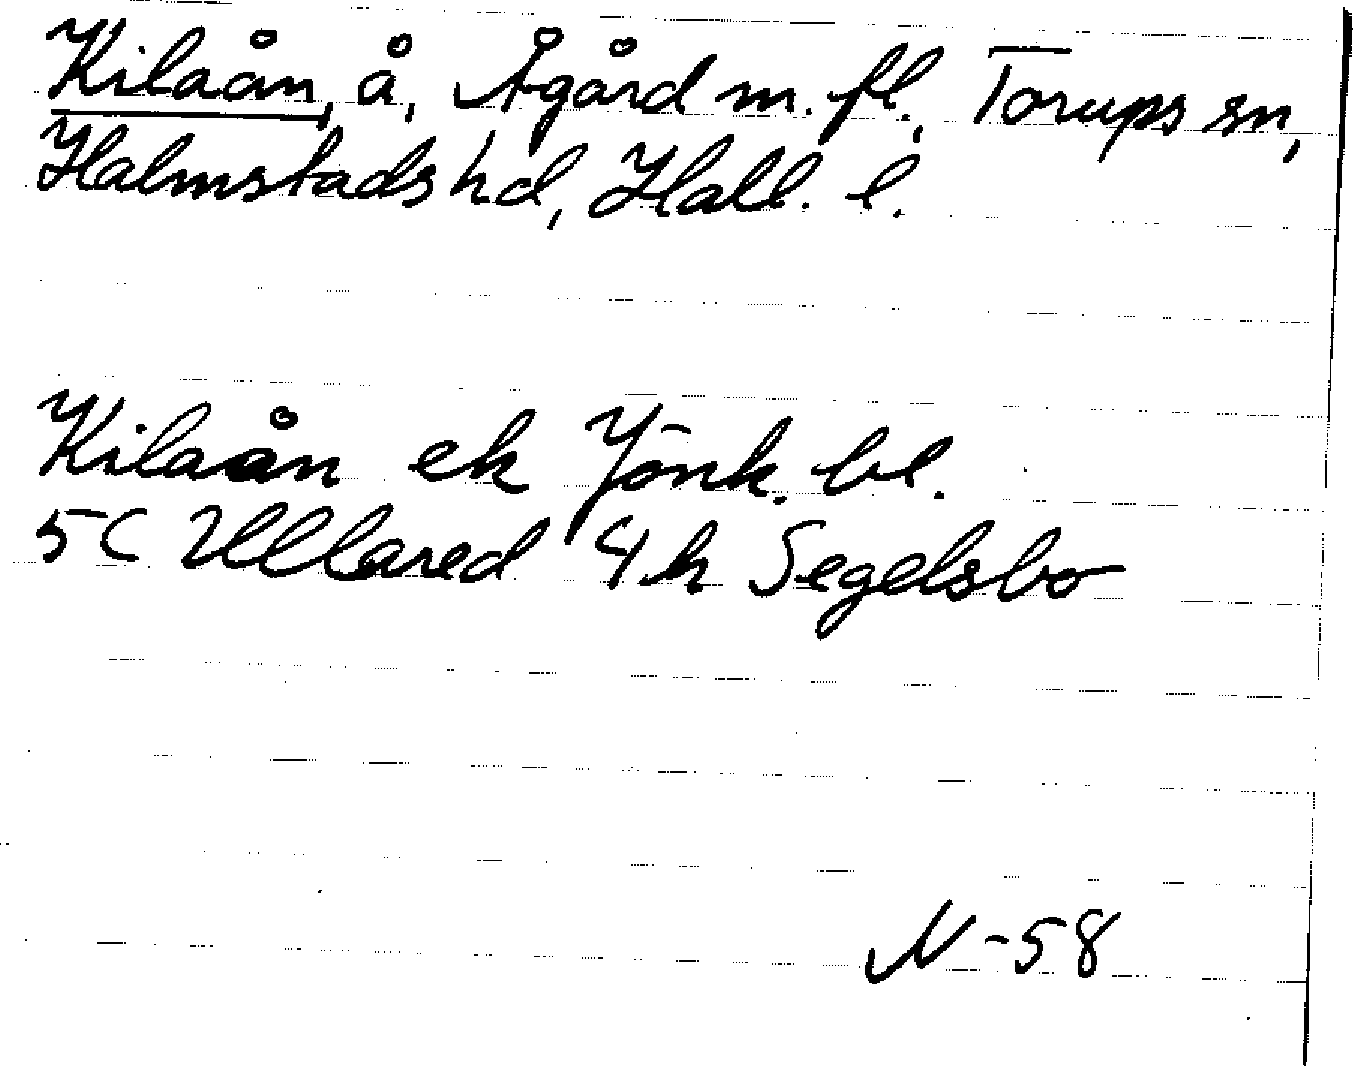 Kilaån, å, Ågård m. fl., Torups sn,
Halmstads hd, Hall. l.
Kilaån ek Jönk. bl.
5C Ullared 4h Segelsbo
N-58